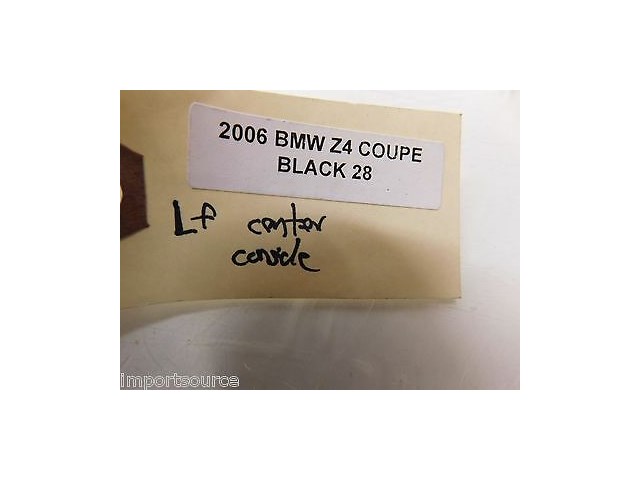 2006 BMW Z4 COUPE
BLACK 28
Lf center
console
importsource